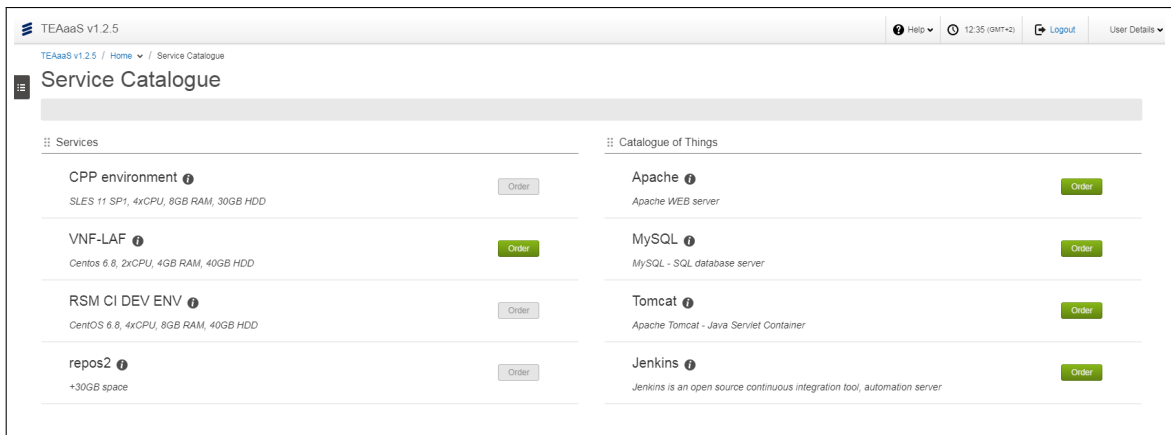 TEAaaS v1.2.5
Help
12:35 (GMT+2)
Logout
User Details
TEAaaS v1.2.5 / Home / Service Catalogue
Service Catalogue
Services
CPP environment
Order
SLES 11 SP1, 4xCPU, 8GB RAM, 30GB HDD
VNF-LAF
Order
Centos 6.8, 2xCPU, 4GB RAM, 40GB HDD
RSM CI DEV ENV
Order
CentOS 6.8, 4xCPU, 8GB RAM, 40GB HDD
repos2
Order
+30GB space
Catalogue of Things
Apache
Order
Apache WEB server
MySQL
Order
MySQL - SQL database server
Tomcat
Order
Apache Tomcat - Java Servlet Container
Jenkins
Order
Jenkins is an open source continuous integration tool, automation server